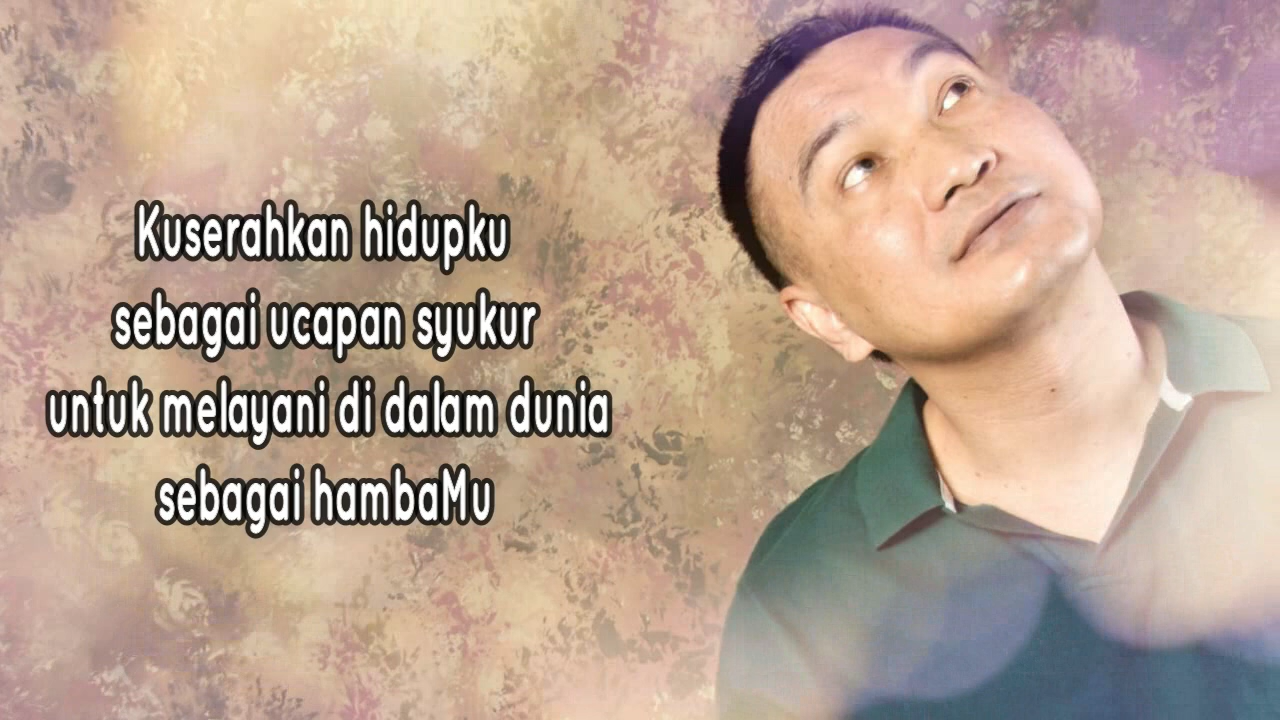 Kuserahkan hidupku
sebagai ucapan syukur
untuk melayani di dalam dunia
sebagai hambaMu